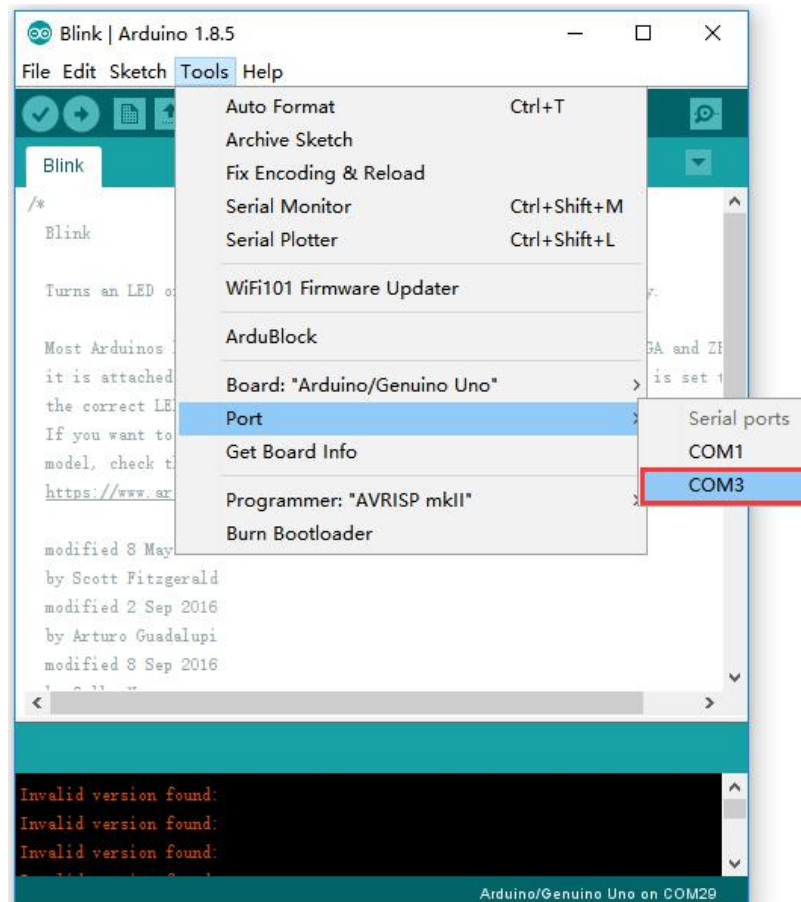 Blink | Arduino 1.8.5
File Edit Sketch Tools Help
Blink
Auto Format Ctrl+T
Archive Sketch
Fix Encoding & Reload
Serial Monitor Ctrl+Shift+M
Serial Plotter Ctrl+Shift+L
WiFi101 Firmware Updater
ArduBlock
Board: "Arduino/Genuino Uno"
Port
Get Board Info
Programmer: "AVRISP mkII"
Burn Bootloader
Serial ports
COM1
COM3
/*
Blink
Turns an LED
Most Arduinos and
it is attached is set
the correct
If you want to
model, check
https://www.ar
modified 8 May
by Scott Fitzgerald
modified 2 Sep 2016
by Arturo Guadalupi
modified 8 Sep 2016
Invalid version found:
Invalid version found:
Invalid version found:
Arduino/Genuino Uno on COM29